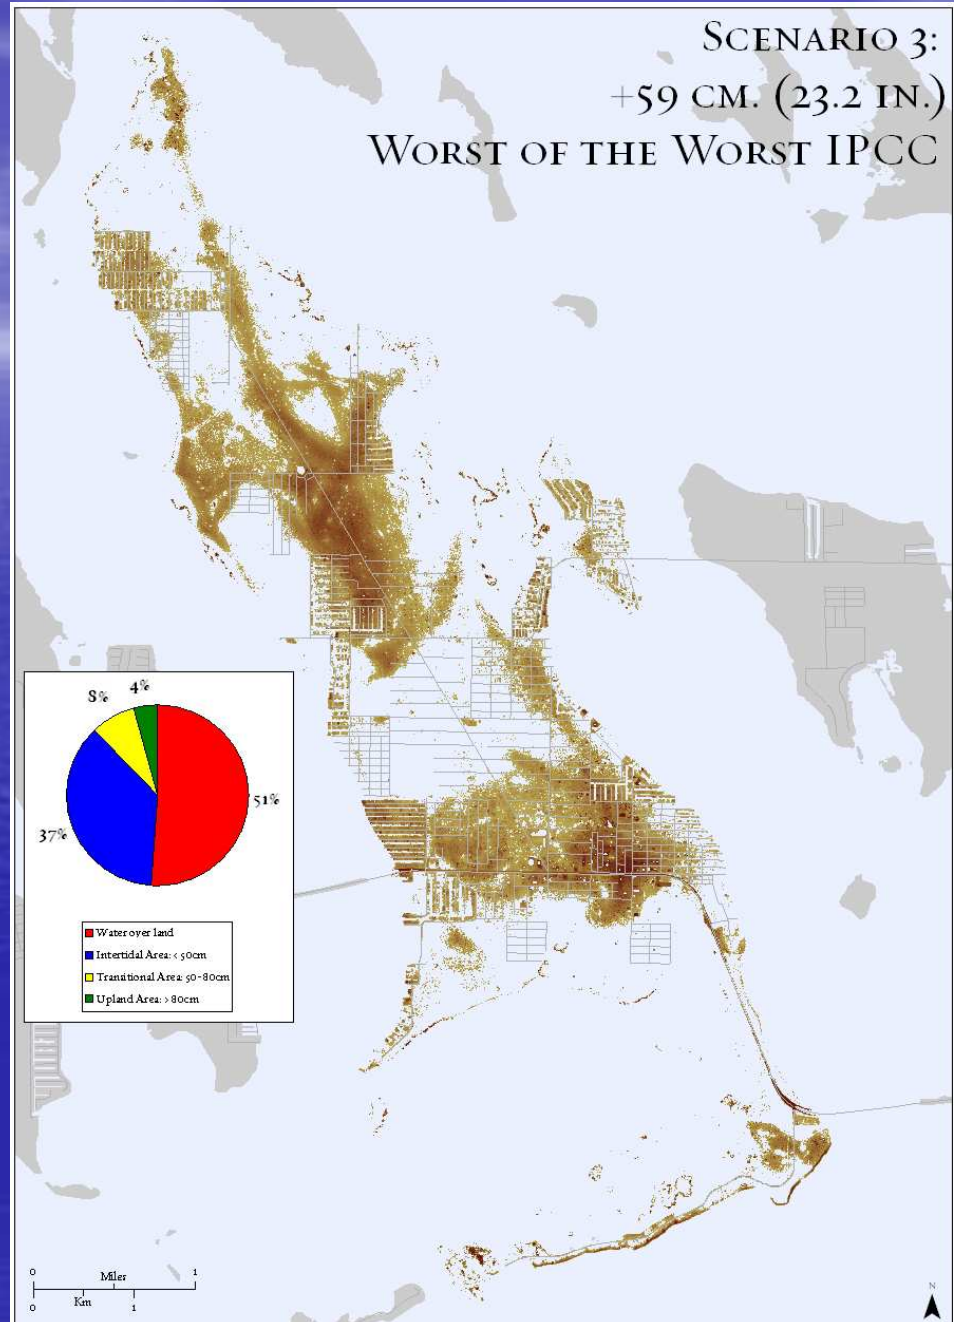 Scenario 3:
+59 cm. (23.2 in.)
Worst of the Worst IPCC
8%
4%
51%
37%
Water over land
Intertidal Area: < 50cm
Transitional Area: 50-80cm
Upland Area: > 80cm
0 1
Miles
Km
0 1
N